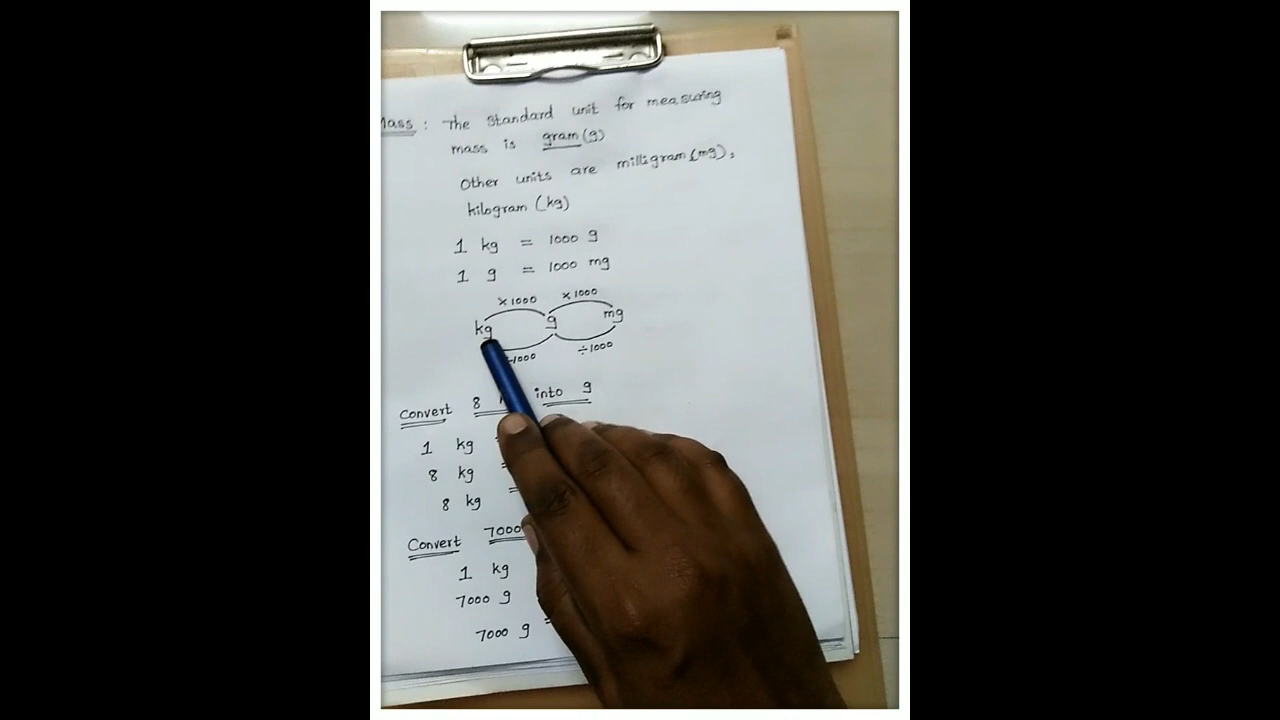 Mass : The standard unit for measuring
mass is gram (g)
Other units are milligram (mg),
kilogram (kg)
1 kg = 1000 g
1 g = 1000 mg
×1000 ×1000
kg g mg
÷1000 ÷1000
Convert 8 into g
1 kg
8 kg =
8 kg =
Convert 7000
1 kg
7000 g
7000 g =